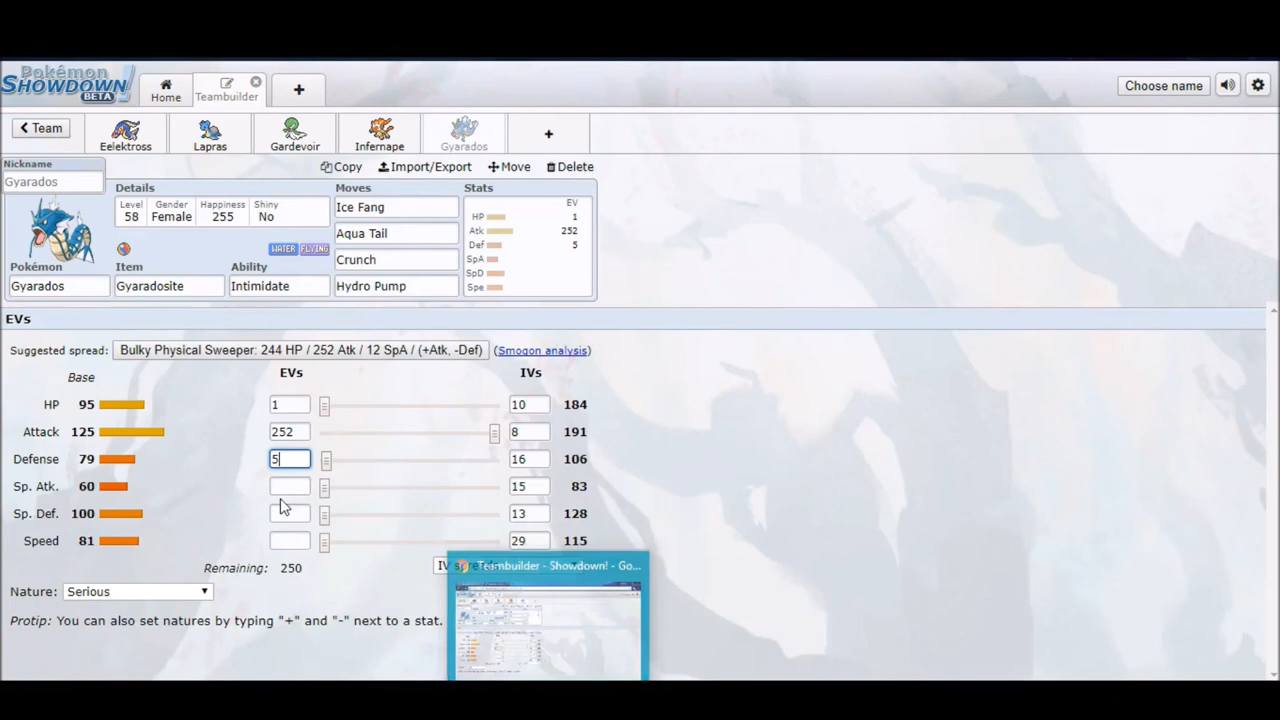 Pokémon
SHOWDOWN!
BETA
Home
Teambuilder
+
Choose name
Team
Eelektross
Lapras
Gardevoir
Infernape
Gyarados
+
Nickname
Gyarados
Copy Import/Export Move Delete
Details
Level Gender Happiness Shiny
58 Female 255 No
WATER FLYING
Pokémon Item Ability
Gyarados Gyaradosite Intimidate
Moves
Ice Fang
Aqua Tail
Crunch
Hydro Pump
Stats
EV
HP 1
Atk 252
Def 5
SpA
SpD
Spe
EVs
Suggested spread: Bulky Physical Sweeper: 244 HP / 252 Atk / 12 SpA / (+Atk, -Def) (Smogon analysis)
Base EVs IVs
HP 95 1 10 184
Attack 125 252 8 191
Defense 79 5 16 106
Sp. Atk. 60 15 83
Sp. Def. 100 13 128
Speed 81 29 115
Remaining: 250
IV
Teambuilder - Showdown! - Go...
Nature: Serious
Protip: You can also set natures by typing "+" and "-" next to a stat.